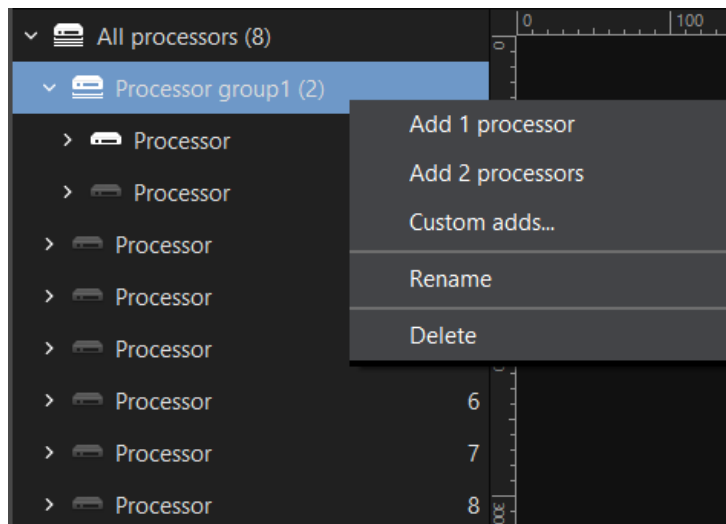 All processors (8)
0 100
0
Processor group1 (2)
Add 1 processor
Processor
Add 2 processors
Processor
Custom adds...
Processor
Rename
Processor
Delete
Processor
Processor 6
Processor 7
Processor 8